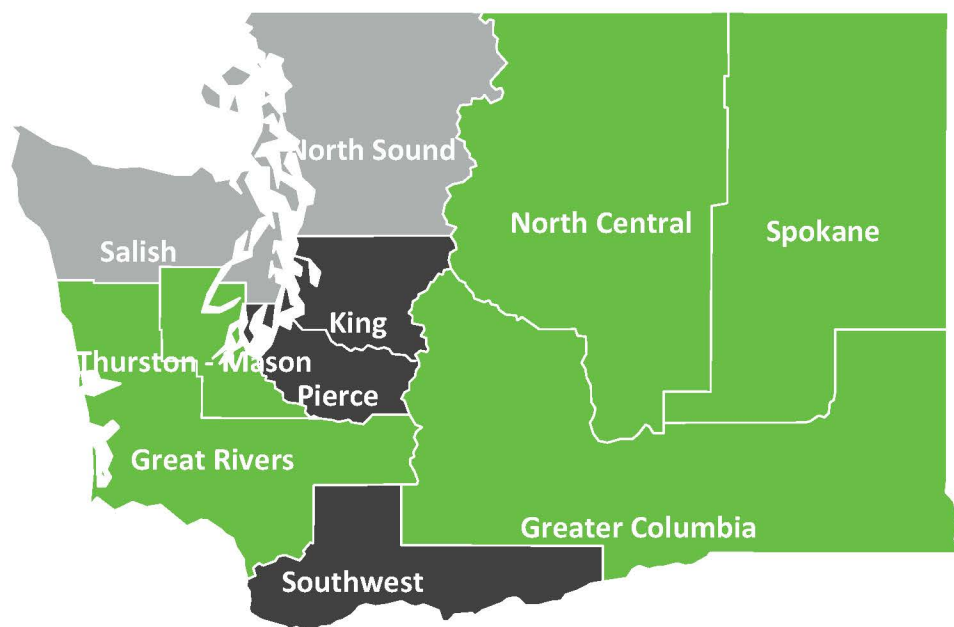 North Sound
North Central
Spokane
Salish
King
Thurston - Mason
Pierce
Great Rivers
Greater Columbia
Southwest